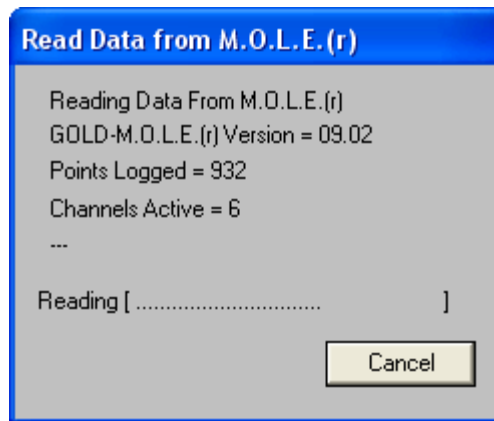 Read Data from M.O.L.E.(r)
Reading Data From M.O.L.E.(r)
GOLD-M.O.L.E.(r) Version = 09.02
Points Logged = 932
Channels Active = 6
---
Reading [ ............................... ]
Cancel